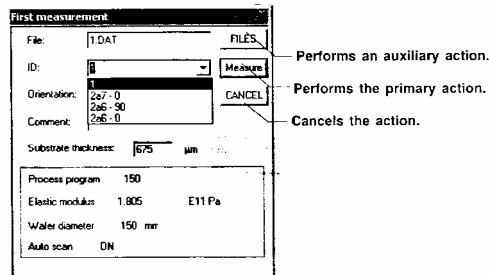 First measurement
File: 1.DAT FILES
Performs an auxiliary action.
ID: Measure
1
Performs the primary action.
Orientation: 2a7 - 0 CANCEL
2a6 - 90
Comment: 2a6 - 0
Cancels the action.
Substrate thickness: 675 µm
Process program 150
Elastic modulus 1.805 E11 Pa
Wafer diameter 150 mm
Auto scan ON